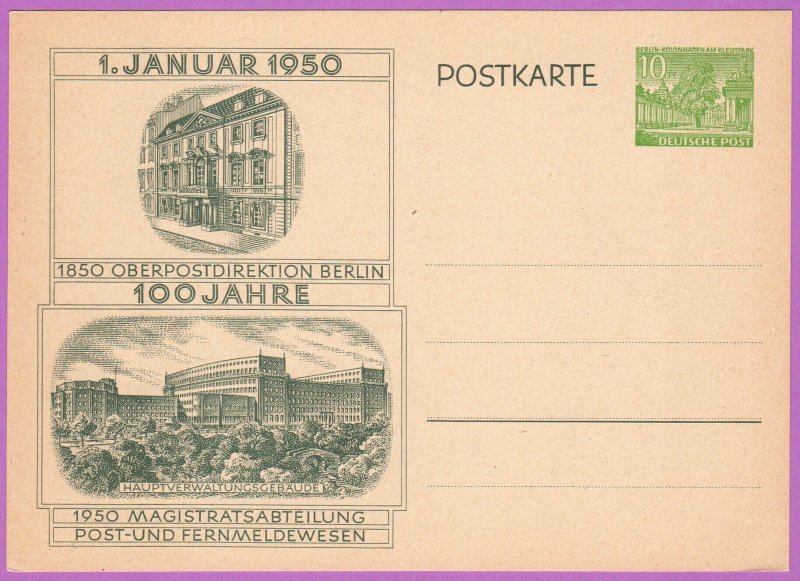 1. JANUAR 1950
1850 OBERPOSTDIREKTION BERLIN
100 JAHRE
HAUPTVERWALTUNGSGEBÄUDE
1950 MAGISTRATSABTEILUNG
POST-UND FERNMELDEWESEN
POSTKARTE
BERLIN-KOLONNADEN AM KLEISTPARK
10 PF
DEUTSCHE POST